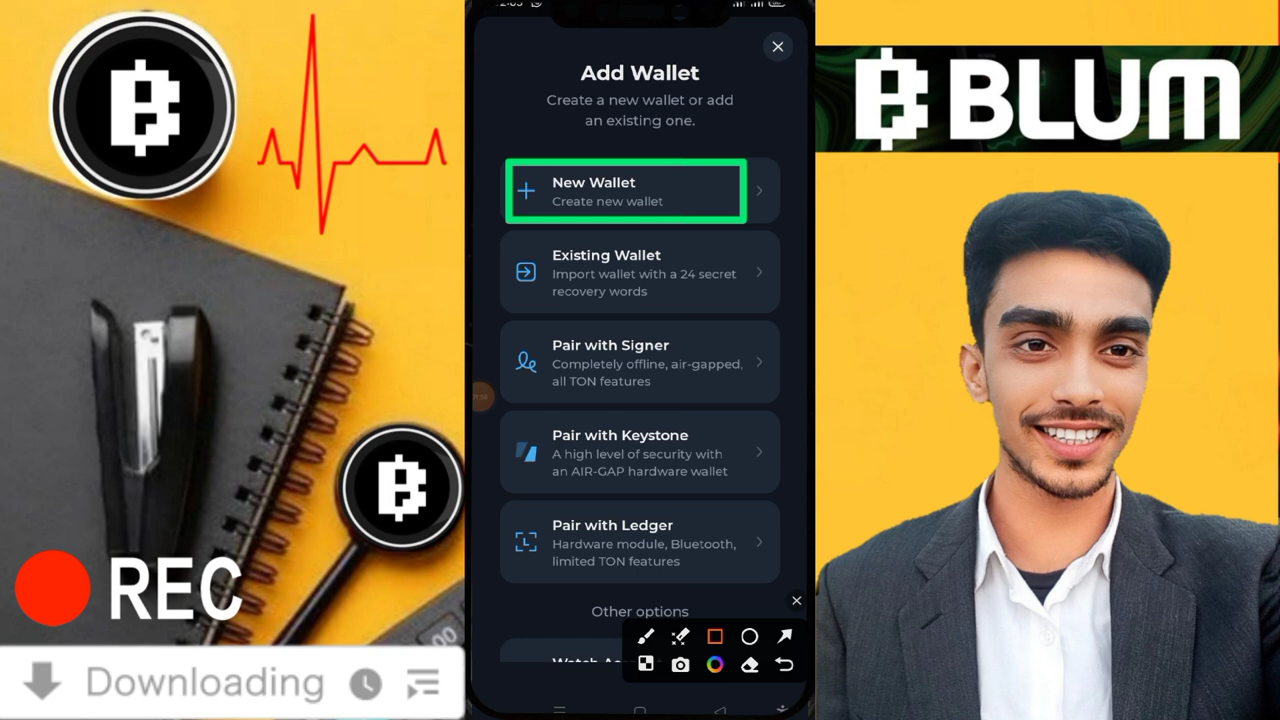 REC
Downloading
Add Wallet
Create a new wallet or add
an existing one.
New Wallet
Create new wallet
Existing Wallet
Import wallet with a 24 secret
recovery words
Pair with Signer
Completely offline, air-gapped,
all TON features
Pair with Keystone
A high level of security with
an AIR-GAP hardware wallet
Pair with Ledger
Hardware module, Bluetooth,
limited TON features
Other options
BLUM